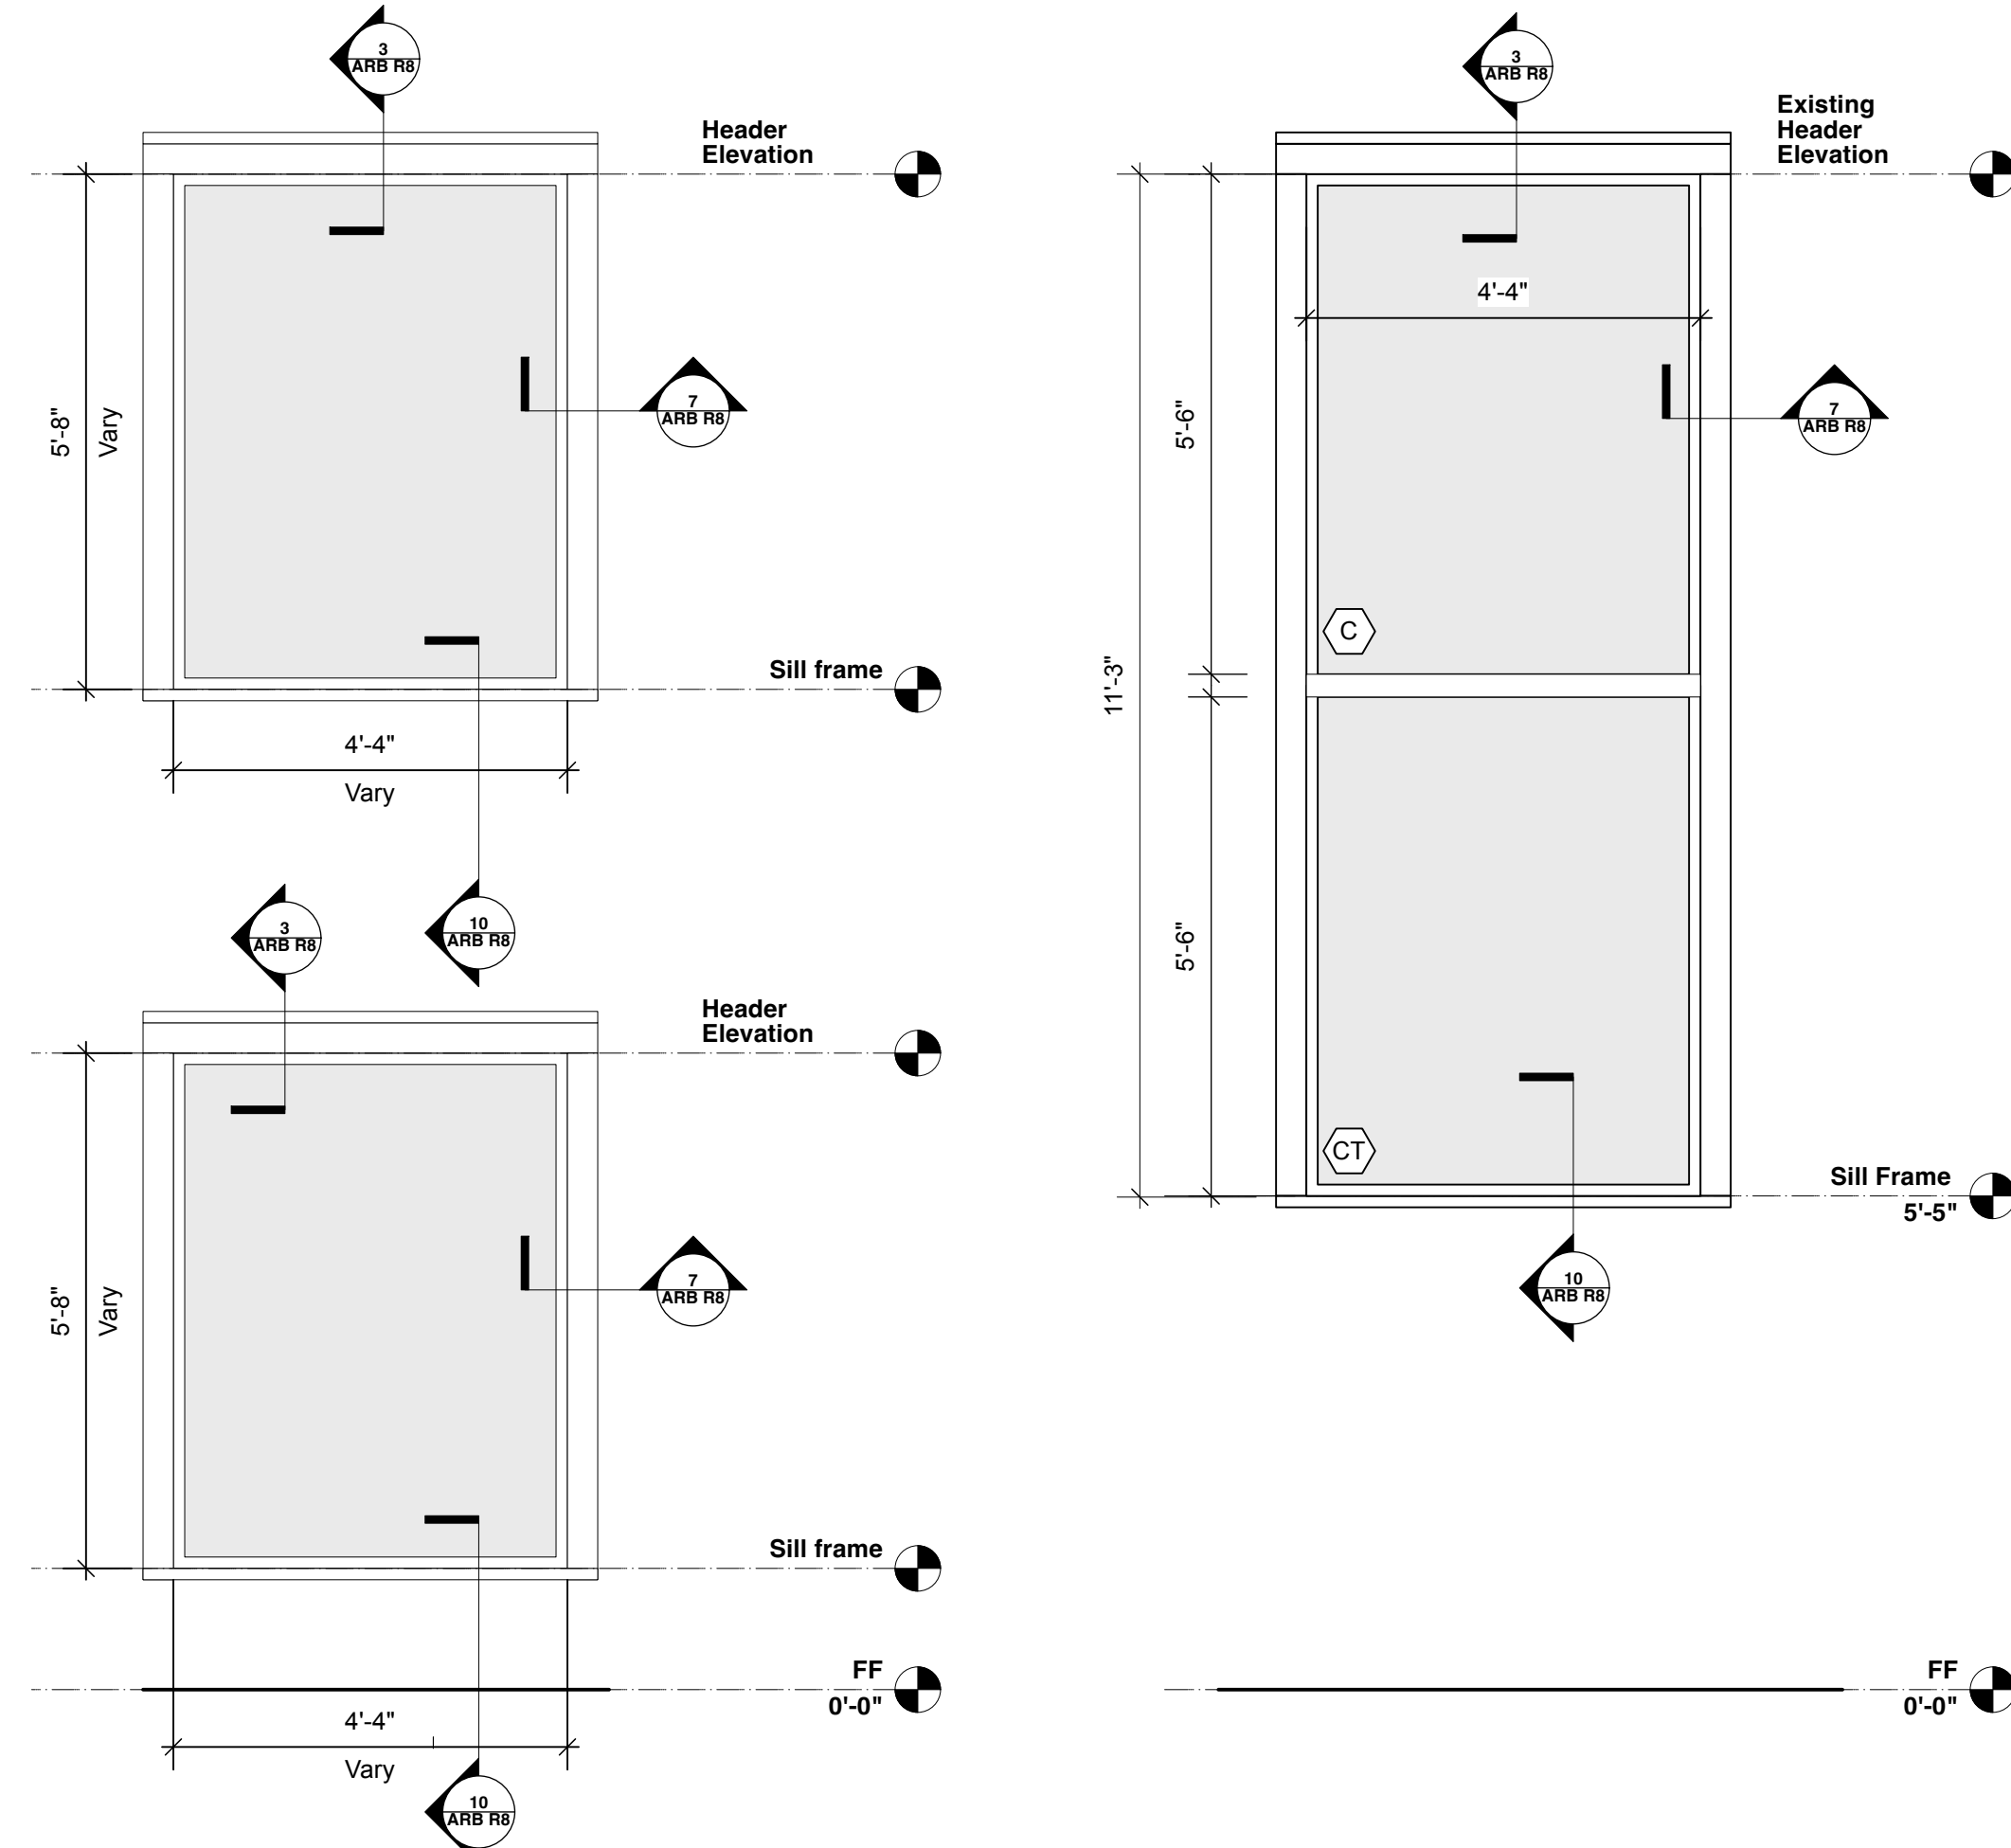 3
ARB R8
Header
Elevation
5'-8"
Vary
7
ARB R8
Sill frame
4'-4"
Vary
10
ARB R8
3
ARB R8
Header
Elevation
5'-8"
Vary
7
ARB R8
Sill frame
FF
0'-0"
4'-4"
Vary
10
ARB R8
3
ARB R8
Existing
Header
Elevation
4'-4"
5'-6"
7
ARB R8
C
11'-3"
5'-6"
CT
Sill Frame
5'-5"
10
ARB R8
FF
0'-0"